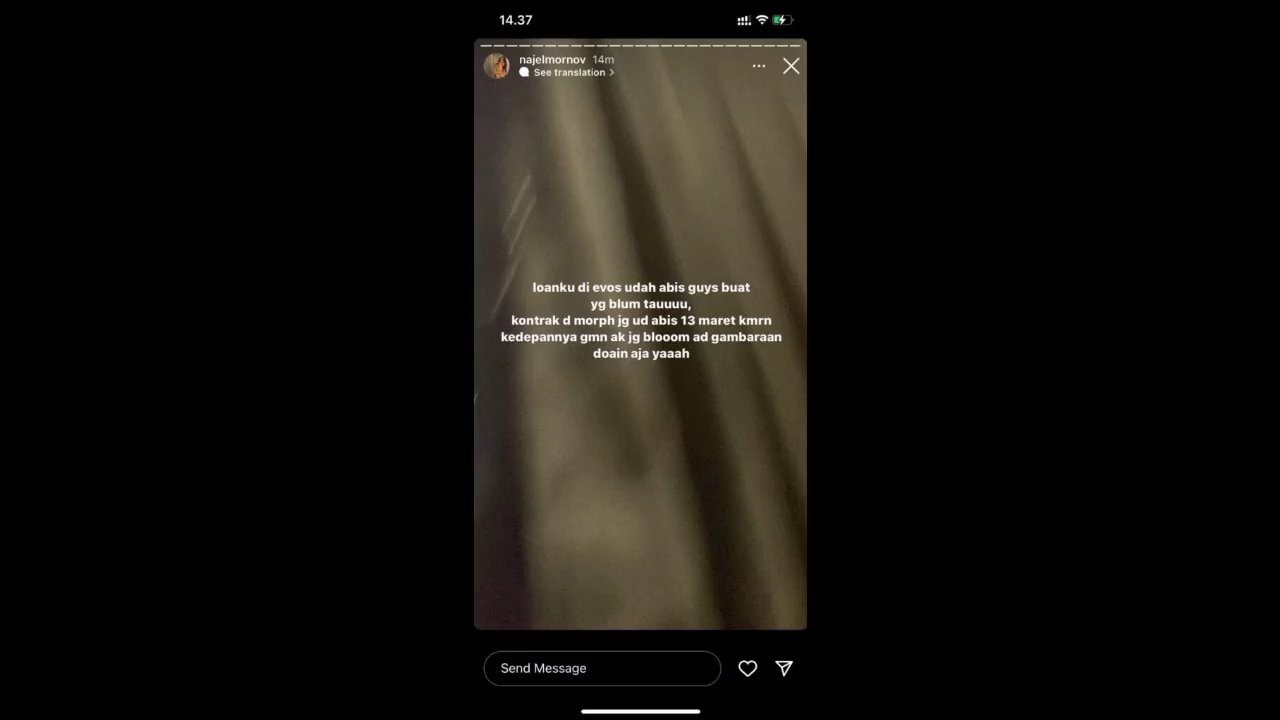 14.37
najelmornov 14m
See translation >
loanku di evos udah abis guys buat
yg blum tauuuu,
kontrak d morph jg ud abis 13 maret kmrn
kedepannya gmn ak jg blooom ad gambaraan
doain aja yaaah
Send Message